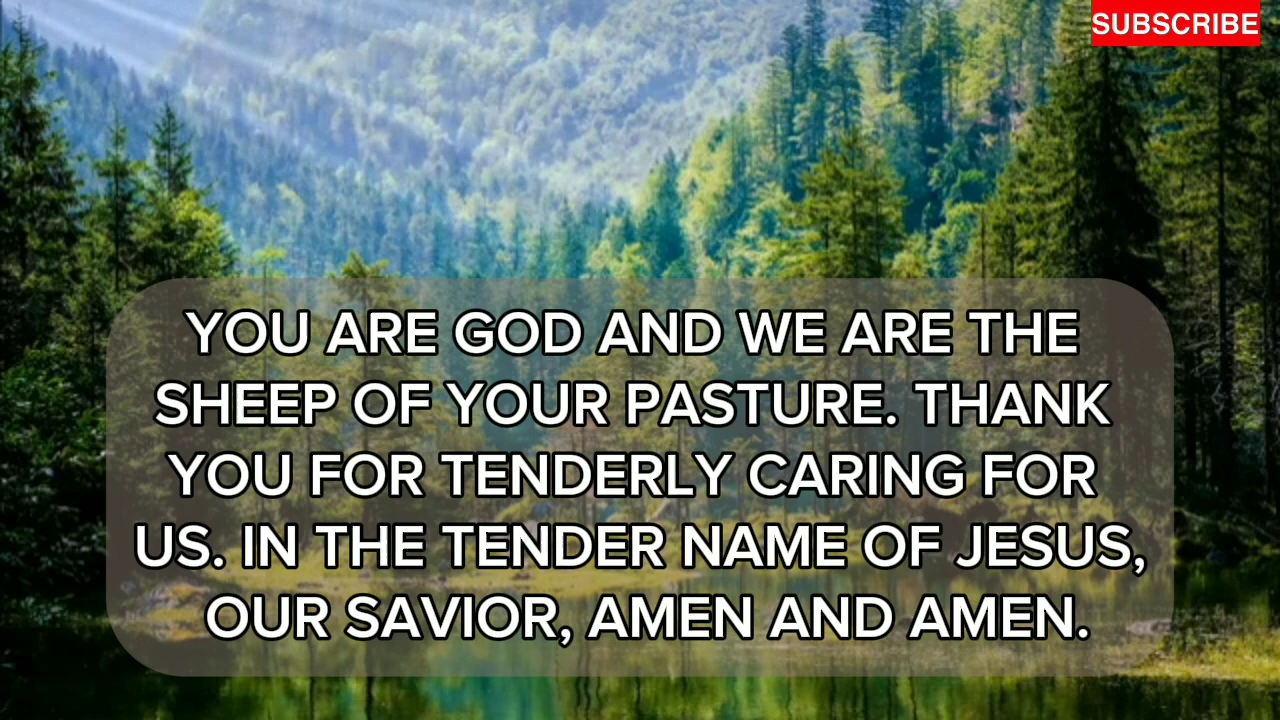 SUBSCRIBE
YOU ARE GOD AND WE ARE THE
SHEEP OF YOUR PASTURE. THANK
YOU FOR TENDERLY CARING FOR
US. IN THE TENDER NAME OF JESUS,
OUR SAVIOR, AMEN AND AMEN.